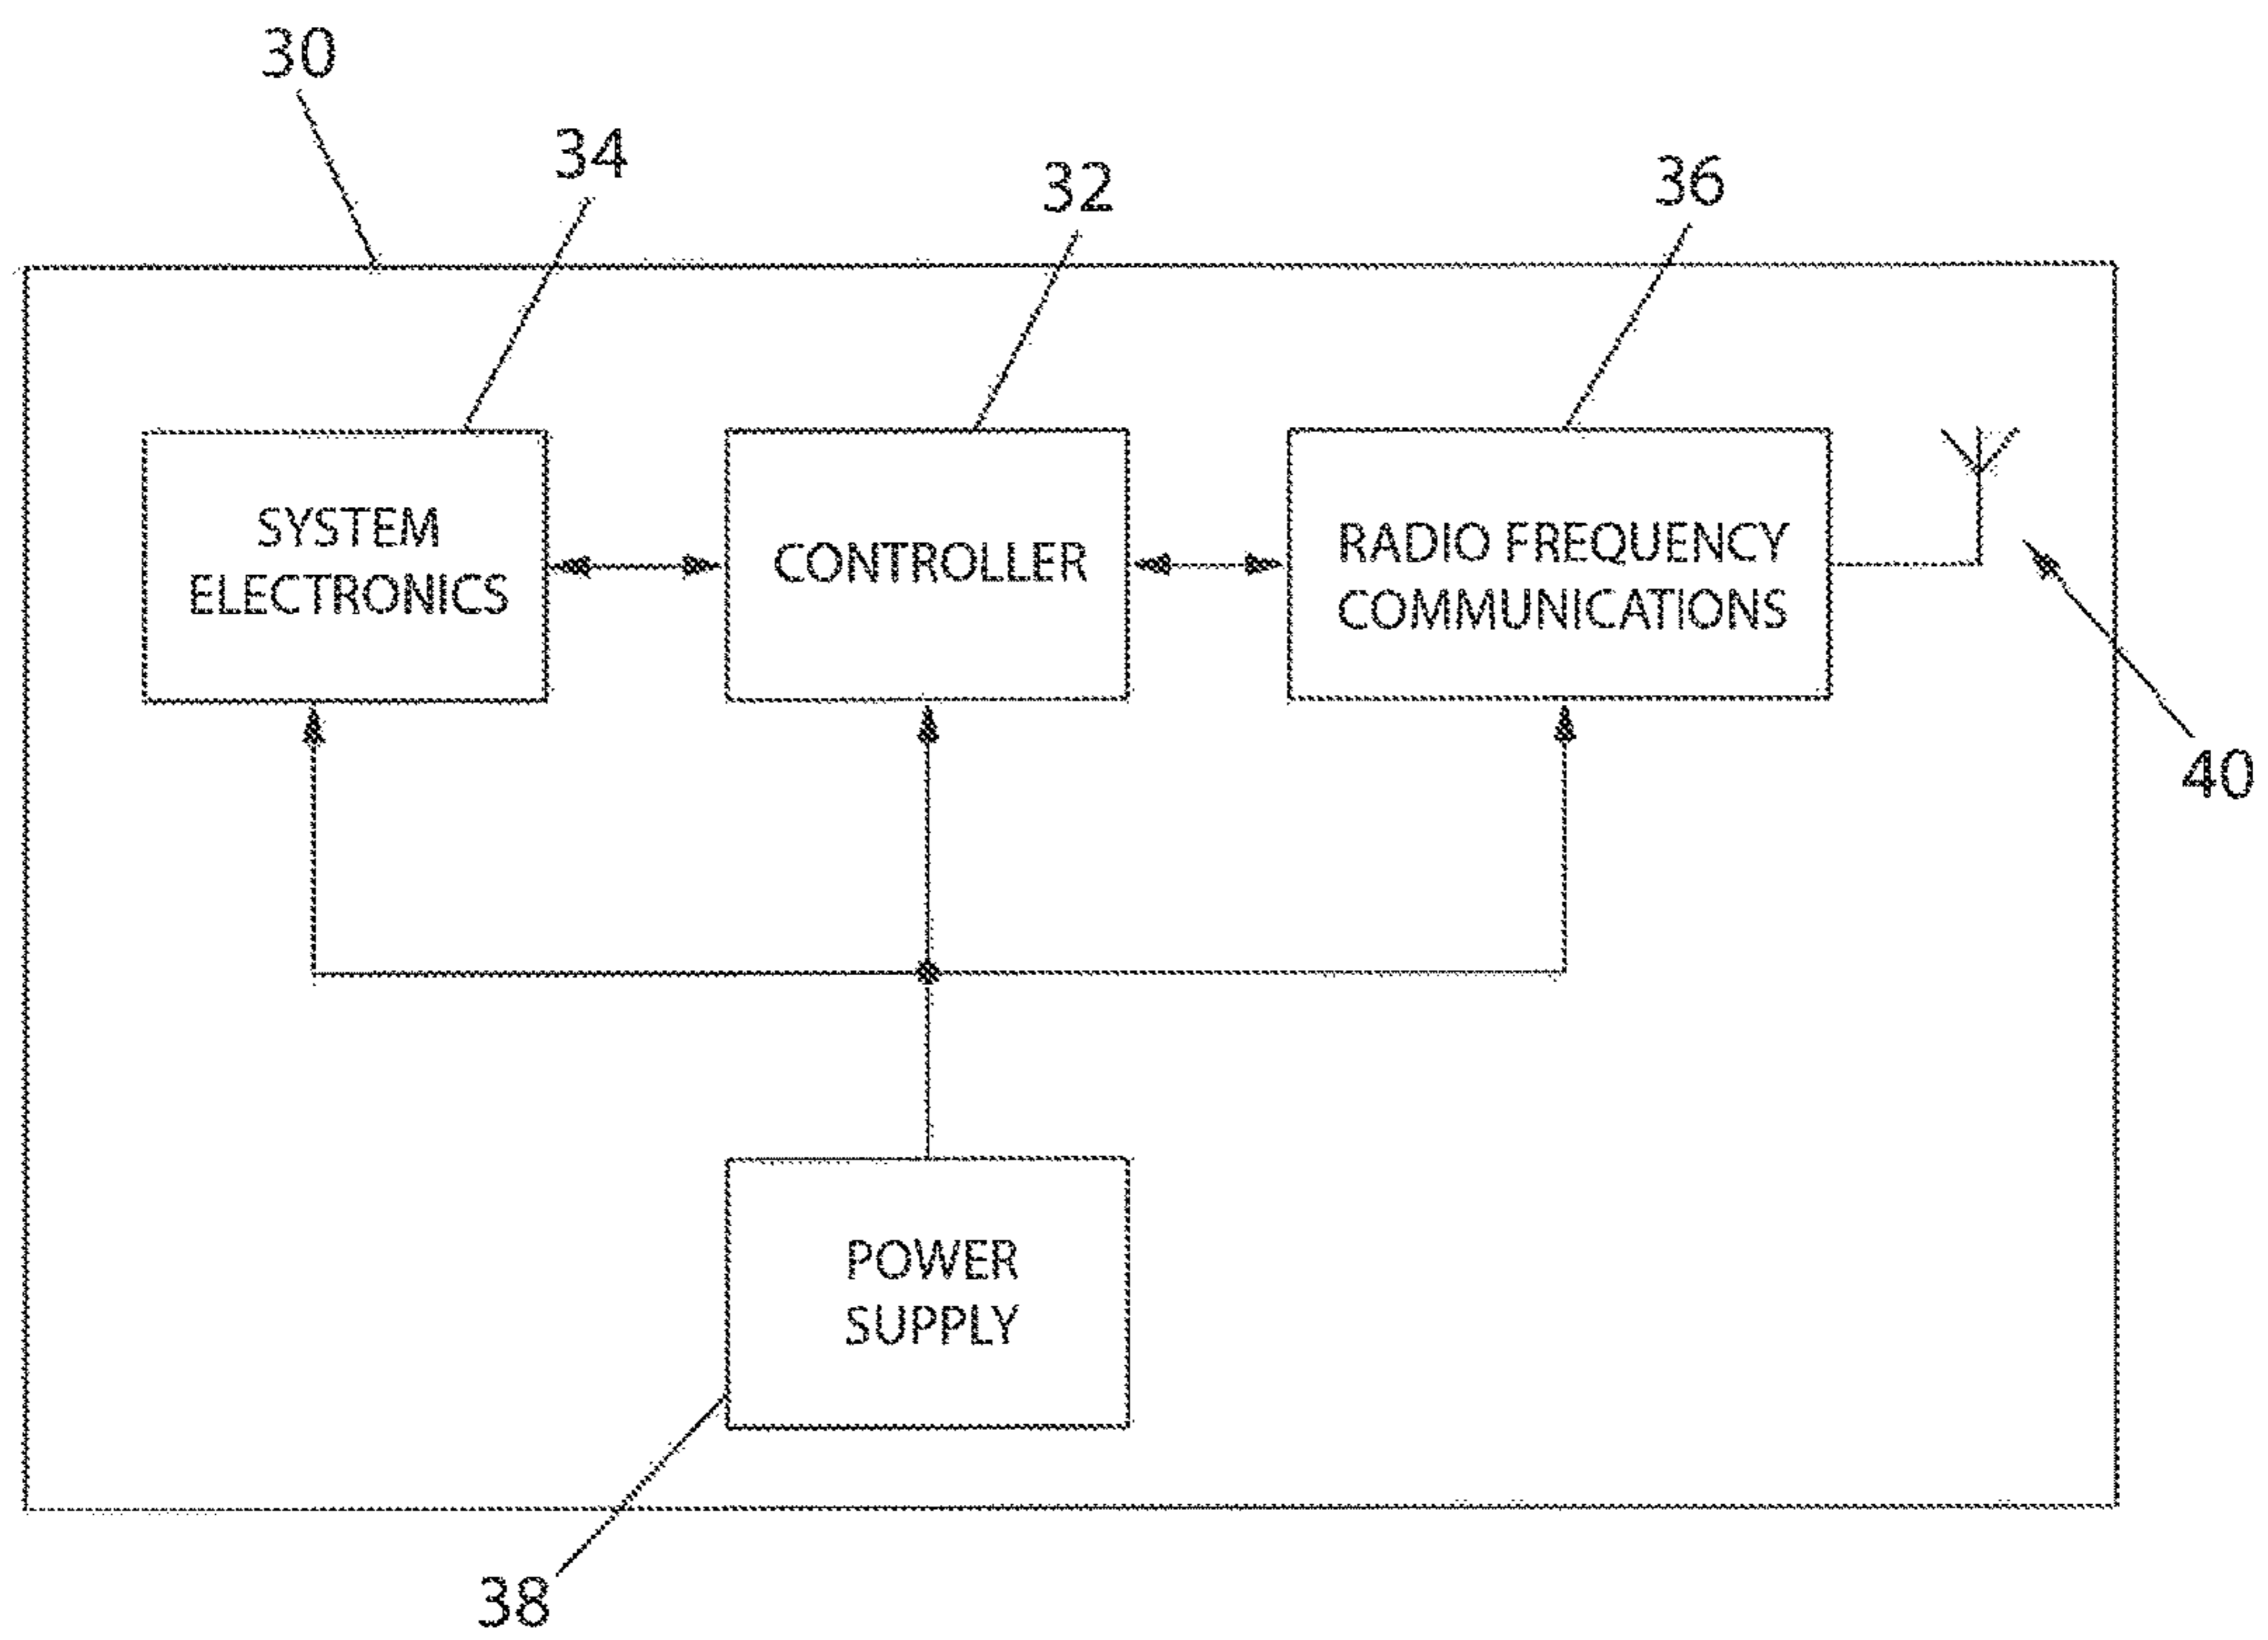 30
34
32
36
SYSTEM
ELECTRONICS
CONTROLLER
RADIO FREQUENCY
COMMUNICATIONS
40
POWER
SUPPLY
38